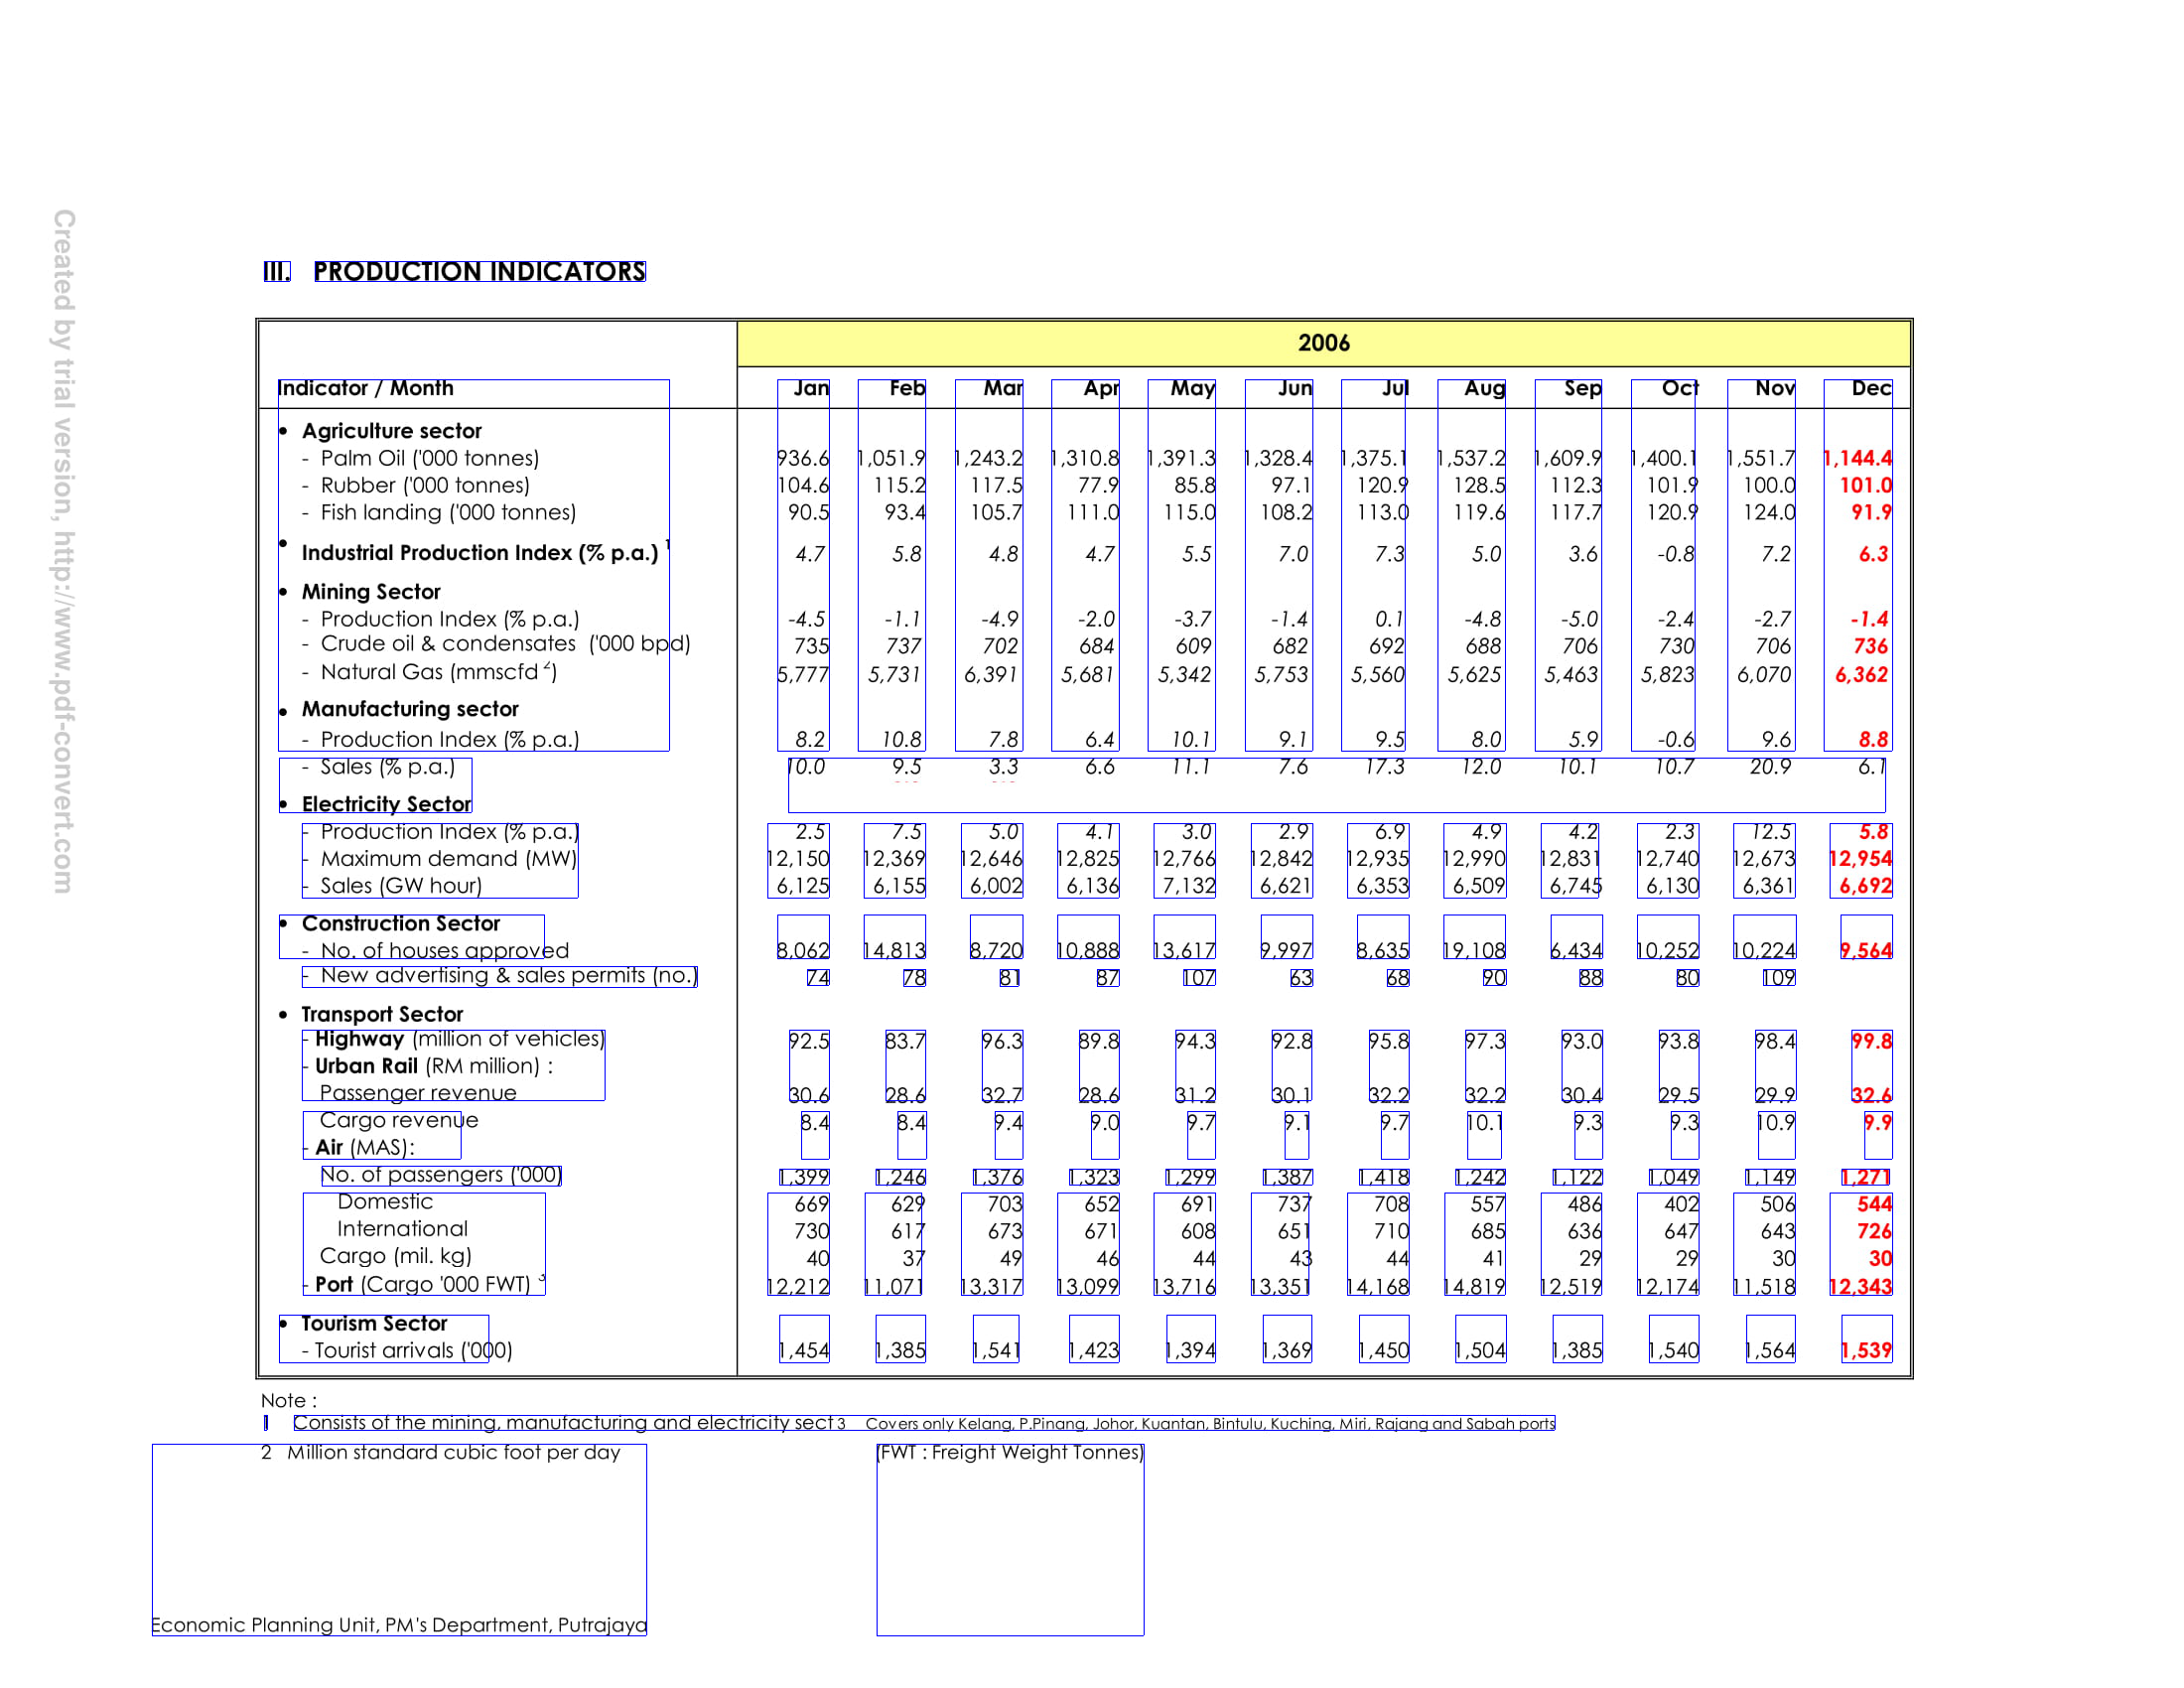 III. PRODUCTION INDICATORS
2006
Indicator / Month Jan Feb Mar Apr May Jun Jul Aug Sep Oct Nov Dec
• Agriculture sector
- Palm Oil ('000 tonnes) 936.6 1,051.9 1,243.2 1,310.8 1,391.3 1,328.4 1,375.1 1,537.2 1,609.9 1,400.1 1,551.7 1,144.4
- Rubber ('000 tonnes) 104.6 115.2 117.5 77.9 85.8 97.1 120.9 128.5 112.3 101.9 100.0 101.0
- Fish landing ('000 tonnes) 90.5 93.4 105.7 111.0 115.0 108.2 113.0 119.6 117.7 120.9 124.0 91.9
• Industrial Production Index (% p.a.) 1 4.7 5.8 4.8 4.7 5.5 7.0 7.3 5.0 3.6 -0.8 7.2 6.3
• Mining Sector
- Production Index (% p.a.) -4.5 -1.1 -4.9 -2.0 -3.7 -1.4 0.1 -4.8 -5.0 -2.4 -2.7 -1.4
- Crude oil & condensates ('000 bpd) 735 737 702 684 609 682 692 688 706 730 706 736
- Natural Gas (mmscfd 2) 5,777 5,731 6,391 5,681 5,342 5,753 5,560 5,625 5,463 5,823 6,070 6,362
• Manufacturing sector
- Production Index (% p.a.) 8.2 10.8 7.8 6.4 10.1 9.1 9.5 8.0 5.9 -0.6 9.6 8.8
- Sales (% p.a.) 10.0 9.5 3.3 6.6 11.1 7.6 17.3 12.0 10.1 10.7 20.9 6.1
• Electricity Sector
- Production Index (% p.a.) 2.5 7.5 5.0 4.1 3.0 2.9 6.9 4.9 4.2 2.3 12.5 5.8
- Maximum demand (MW) 12,150 12,369 12,646 12,825 12,766 12,842 12,935 12,990 12,831 12,740 12,673 12,954
- Sales (GW hour) 6,125 6,155 6,002 6,136 7,132 6,621 6,353 6,509 6,745 6,130 6,361 6,692
• Construction Sector
- No. of houses approved 8,062 14,813 8,720 10,888 13,617 9,997 8,635 19,108 6,434 10,252 10,224 9,564
- New advertising & sales permits (no.) 74 78 81 87 107 63 68 90 88 80 109
• Transport Sector
- Highway (million of vehicles) 92.5 83.7 96.3 89.8 94.3 92.8 95.8 97.3 93.0 93.8 98.4 99.8
- Urban Rail (RM million) :
Passenger revenue 30.6 28.6 32.7 28.6 31.2 30.1 32.2 32.2 30.4 29.5 29.9 32.6
Cargo revenue 8.4 8.4 9.4 9.0 9.7 9.1 9.7 10.1 9.3 9.3 10.9 9.9
- Air (MAS):
No. of passengers ('000) 1,399 1,246 1,376 1,323 1,299 1,387 1,418 1,242 1,122 1,049 1,149 1,271
Domestic 669 629 703 652 691 737 708 557 486 402 506 544
International 730 617 673 671 608 651 710 685 636 647 643 726
Cargo (mil. kg) 40 37 49 46 44 43 44 41 29 29 30 30
- Port (Cargo '000 FWT) 3 12,212 11,071 13,317 13,099 13,716 13,351 14,168 14,819 12,519 12,174 11,518 12,343
• Tourism Sector
- Tourist arrivals ('000) 1,454 1,385 1,541 1,423 1,394 1,369 1,450 1,504 1,385 1,540 1,564 1,539
Note :
1 Consists of the mining, manufacturing and electricity sect 3 Covers only Kelang, P.Pinang, Johor, Kuantan, Bintulu, Kuching, Miri, Rajang and Sabah ports
2 Million standard cubic foot per day (FWT : Freight Weight Tonnes)
Economic Planning Unit, PM's Department, Putrajaya
Created by trial version, http://www.pdf-convert.com